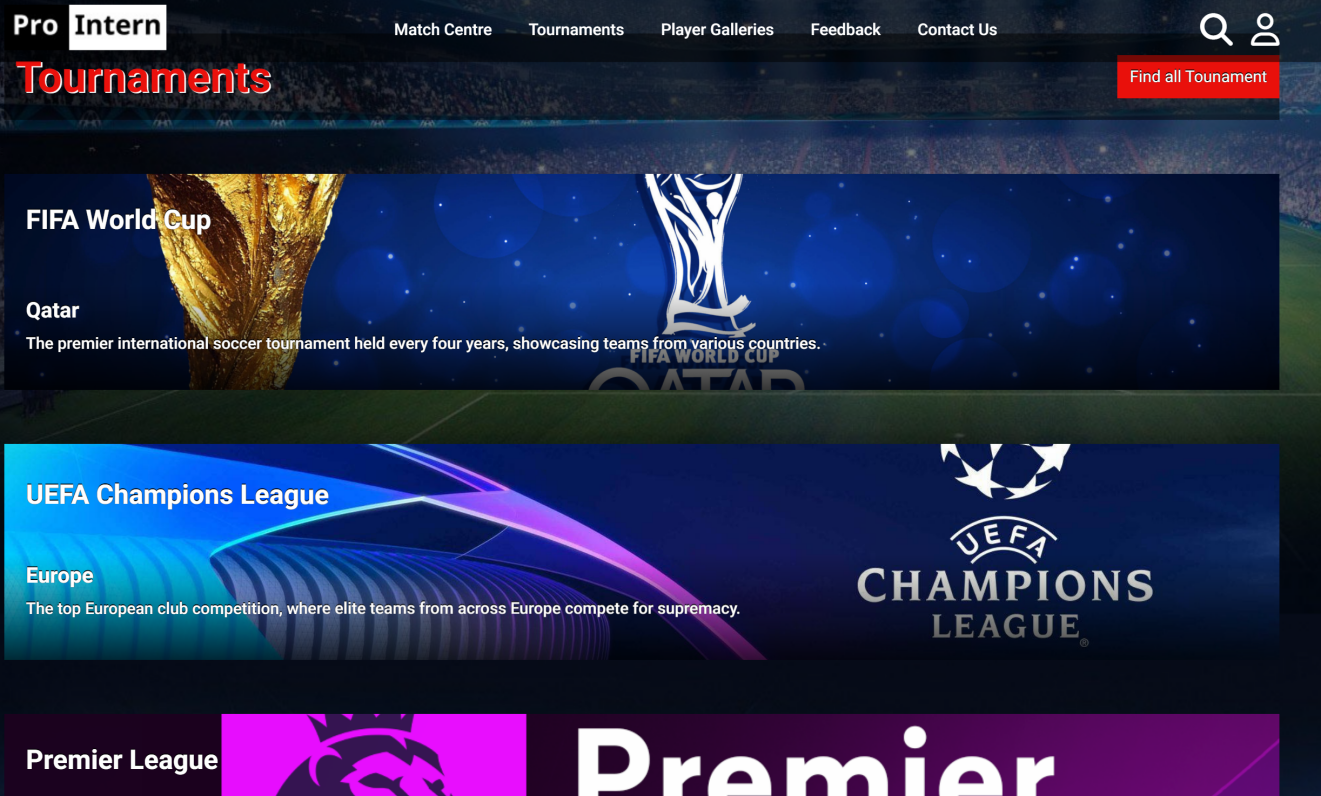 Pro Intern
Match Centre
Tournaments
Player Galleries
Feedback
Contact Us
Tournaments
Find all Tounament
FIFA World Cup
Qatar
The premier international soccer tournament held every four years, showcasing teams from various countries.
FIFA WORLD CUP
QATAR
UEFA Champions League
Europe
The top European club competition, where elite teams from across Europe compete for supremacy.
UEFA
CHAMPIONS
LEAGUE®
Premier League
Premier